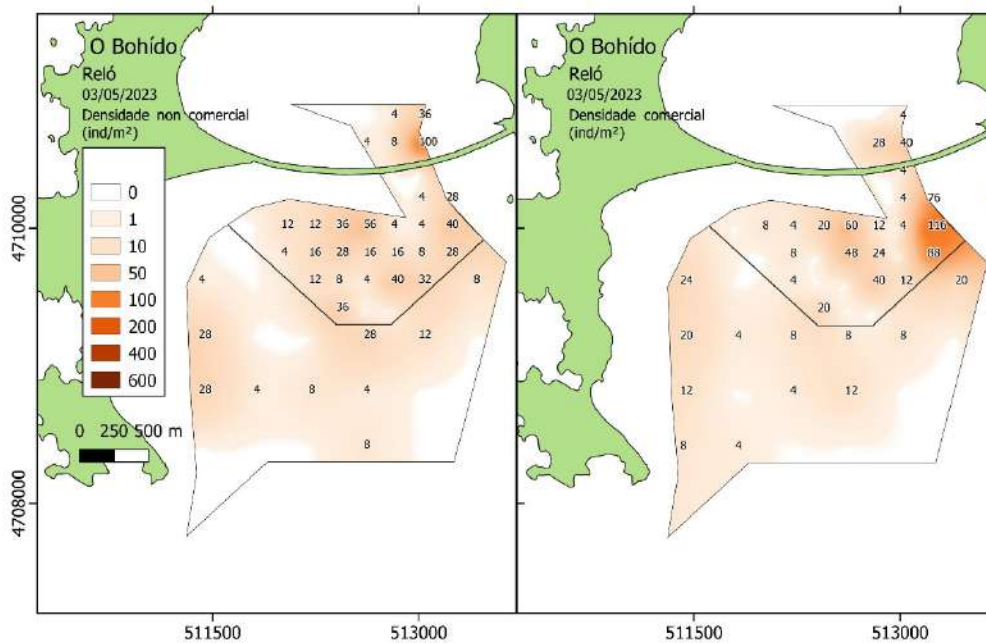 O Bohído
Reló
03/05/2023
Densidade non comercial
(ind/m²)
0
1
10
50
100
200
400
600
0 250 500 m
4 36
4 8 100
4 28
12 12 36 56 4 4 40
4 16 28 16 16 8 28
4 12 8 4 40 32 8
36
28 28 12
28 4 8 4
8
O Bohído
Reló
03/05/2023
Densidade comercial
(ind/m²)
4
28 40
4
4 76
8 4 20 60 12 4 116
8 48 24 88
24 4 40 12 20
20
20 4 8 8 8
12 4 12
8 4
4710000
4708000
511500 513000
511500 513000